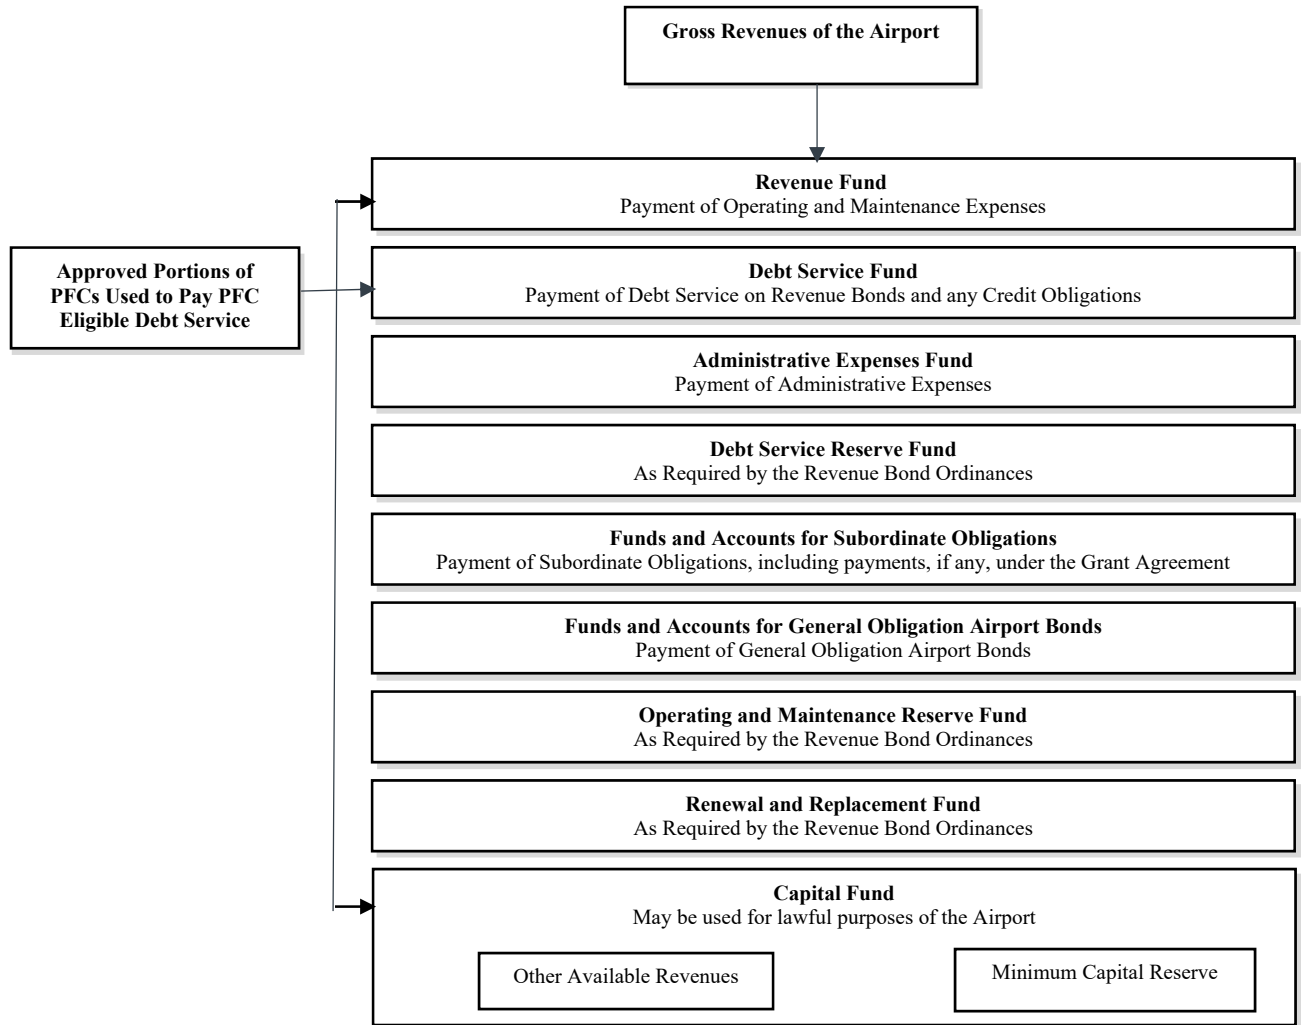 Gross Revenues of the Airport
Revenue Fund
Payment of Operating and Maintenance Expenses
Approved Portions of
PFCs Used to Pay PFC
Eligible Debt Service
Debt Service Fund
Payment of Debt Service on Revenue Bonds and any Credit Obligations
Administrative Expenses Fund
Payment of Administrative Expenses
Debt Service Reserve Fund
As Required by the Revenue Bond Ordinances
Funds and Accounts for Subordinate Obligations
Payment of Subordinate Obligations, including payments, if any, under the Grant Agreement
Funds and Accounts for General Obligation Airport Bonds
Payment of General Obligation Airport Bonds
Operating and Maintenance Reserve Fund
As Required by the Revenue Bond Ordinances
Renewal and Replacement Fund
As Required by the Revenue Bond Ordinances
Capital Fund
May be used for lawful purposes of the Airport
Other Available Revenues
Minimum Capital Reserve